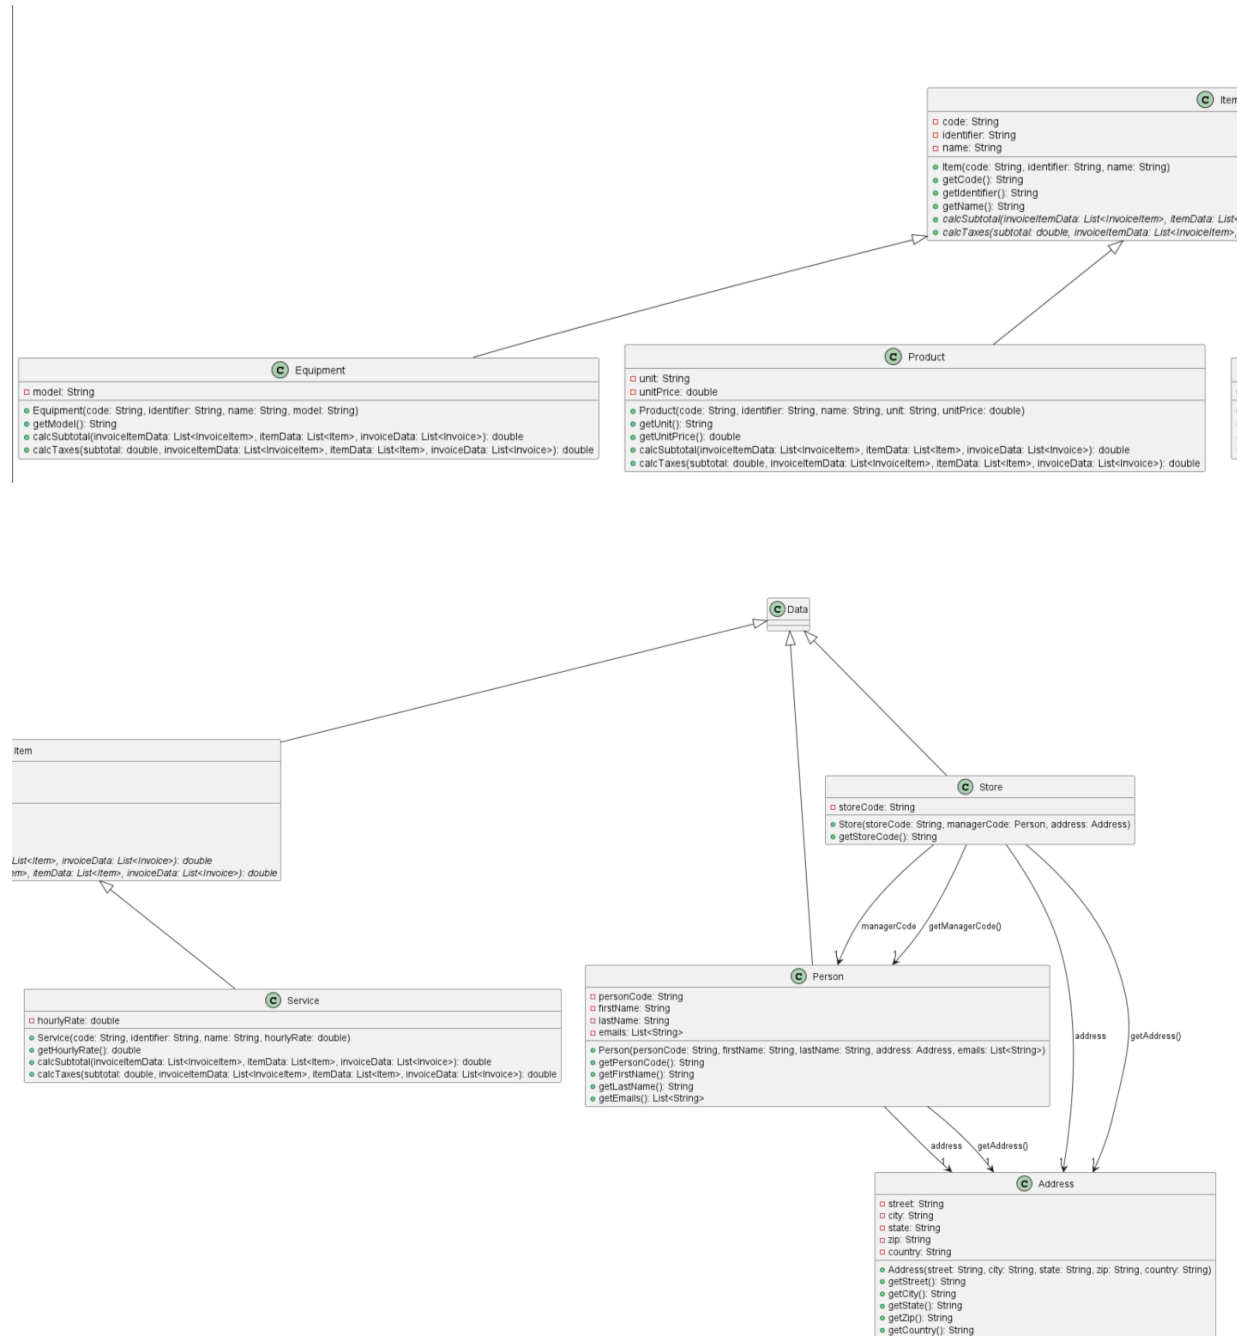 C Item
code: String
identifier: String
name: String
Item(code: String, identifier: String, name: String)
getCode(): String
getIdentifier(): String
getName(): String
calcSubtotal(invoiceItemData: List<InvoiceItem>, itemData: List<
calcTaxes(subtotal: double, invoiceItemData: List<InvoiceItem>,
C Equipment
model: String
Equipment(code: String, identifier: String, name: String, model: String)
getModel(): String
calcSubtotal(invoiceItemData: List<InvoiceItem>, itemData: List<Item>, invoiceData: List<Invoice>): double
calcTaxes(subtotal: double, invoiceItemData: List<InvoiceItem>, itemData: List<Item>, invoiceData: List<Invoice>): double
C Product
unit: String
unitPrice: double
Product(code: String, identifier: String, name: String, unit: String, unitPrice: double)
getUnit(): String
getUnitPrice(): double
calcSubtotal(invoiceItemData: List<InvoiceItem>, itemData: List<Item>, invoiceData: List<Invoice>): double
calcTaxes(subtotal: double, invoiceItemData: List<InvoiceItem>, itemData: List<Item>, invoiceData: List<Invoice>): double
C Data
Item
List<Item>, invoiceData: List<Invoice>): double
em>, itemData: List<Item>, invoiceData: List<Invoice>): double
C Store
storeCode: String
Store(storeCode: String, managerCode: Person, address: Address)
getStoreCode(): String
managerCode
getManagerCode()
1
1
C Service
hourlyRate: double
Service(code: String, identifier: String, name: String, hourlyRate: double)
getHourlyRate(): double
calcSubtotal(invoiceItemData: List<InvoiceItem>, itemData: List<Item>, invoiceData: List<Invoice>): double
calcTaxes(subtotal: double, invoiceItemData: List<InvoiceItem>, itemData: List<Item>, invoiceData: List<Invoice>): double
C Person
personCode: String
firstName: String
lastName: String
emails: List<String>
Person(personCode: String, firstName: String, lastName: String, address: Address, emails: List<String>)
getPersonCode(): String
getFirstName(): String
getLastName(): String
getEmails(): List<String>
address
getAddress()
address
getAddress()
1
1
1
1
C Address
street: String
city: String
state: String
zip: String
country: String
Address(street: String, city: String, state: String, zip: String, country: String)
getStreet(): String
getCity(): String
getState(): String
getZip(): String
getCountry(): String